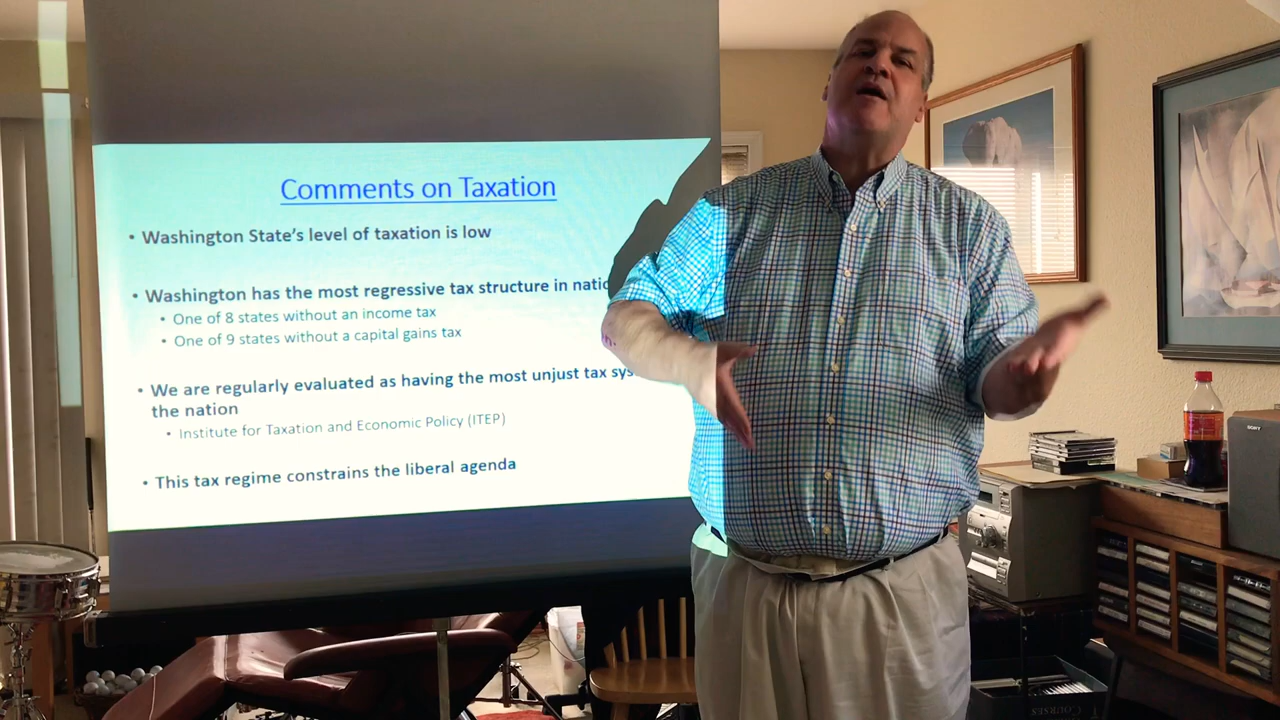 Comments on Taxation
• Washington State's level of taxation is low
• Washington has the most regressive tax structure in
• One of 8 states without an income tax
• One of 9 states without a capital gains tax
• We are regularly evaluated as having the most unjust tax
the nation
• Institute for Taxation and Economic Policy (ITEP)
• This tax regime constrains the liberal agenda
SONY
COURSES